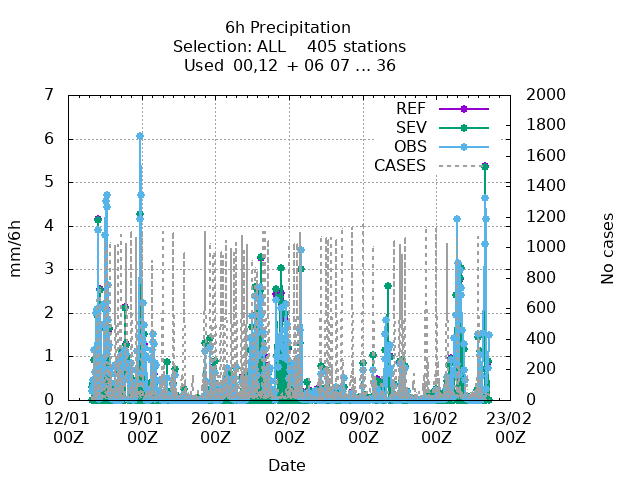 6h Precipitation
Selection: ALL    405 stations
Used  00,12  + 06 07 ... 36
7
6
5
4
3
2
1
0
mm/6h
2000
1800
1600
1400
1200
1000
800
600
400
200
0
No cases
REF
SEV
OBS
CASES
12/01 19/01 26/01 02/02 09/02 16/02 23/02
00Z 00Z 00Z 00Z 00Z 00Z 00Z
Date